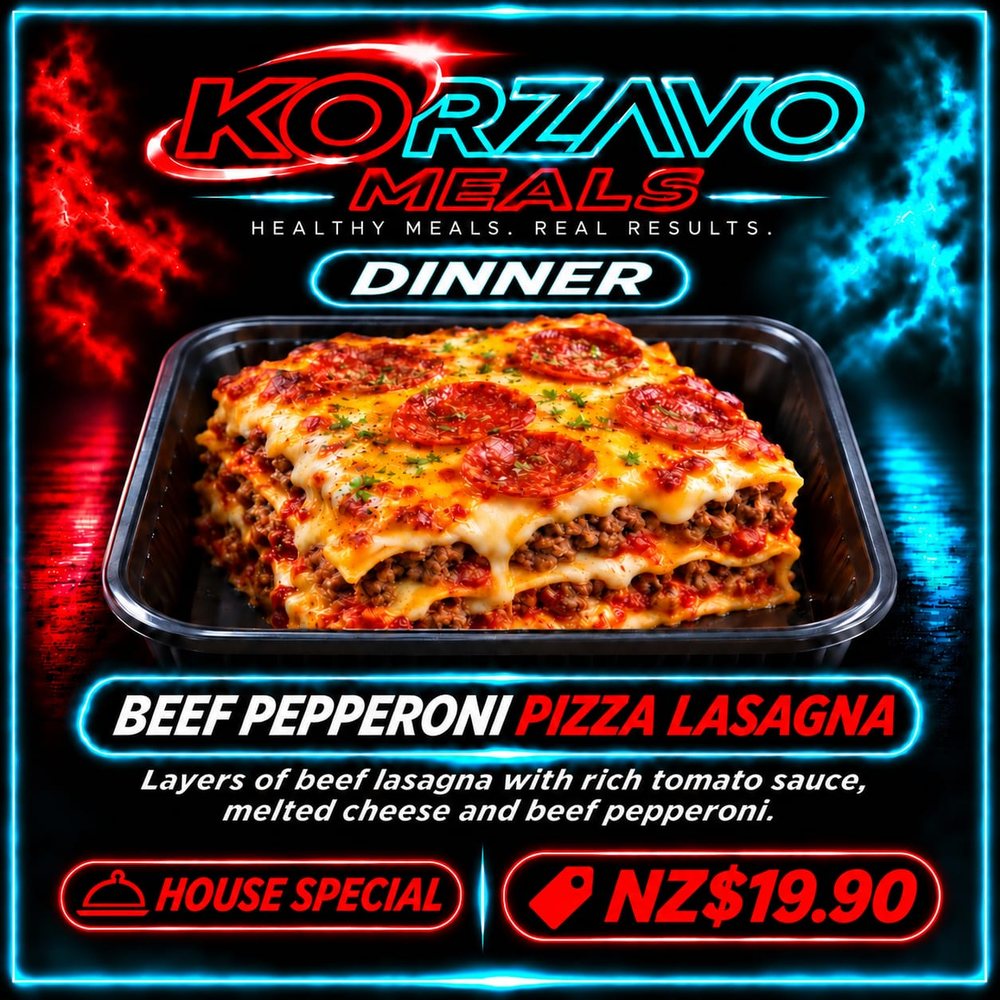 KORZAVO
MEALS
HEALTHY MEALS. REAL RESULTS.
DINNER
BEEF PEPPERONI PIZZA LASAGNA
Layers of beef lasagna with rich tomato sauce,
melted cheese and beef pepperoni.
HOUSE SPECIAL
NZ$19.90